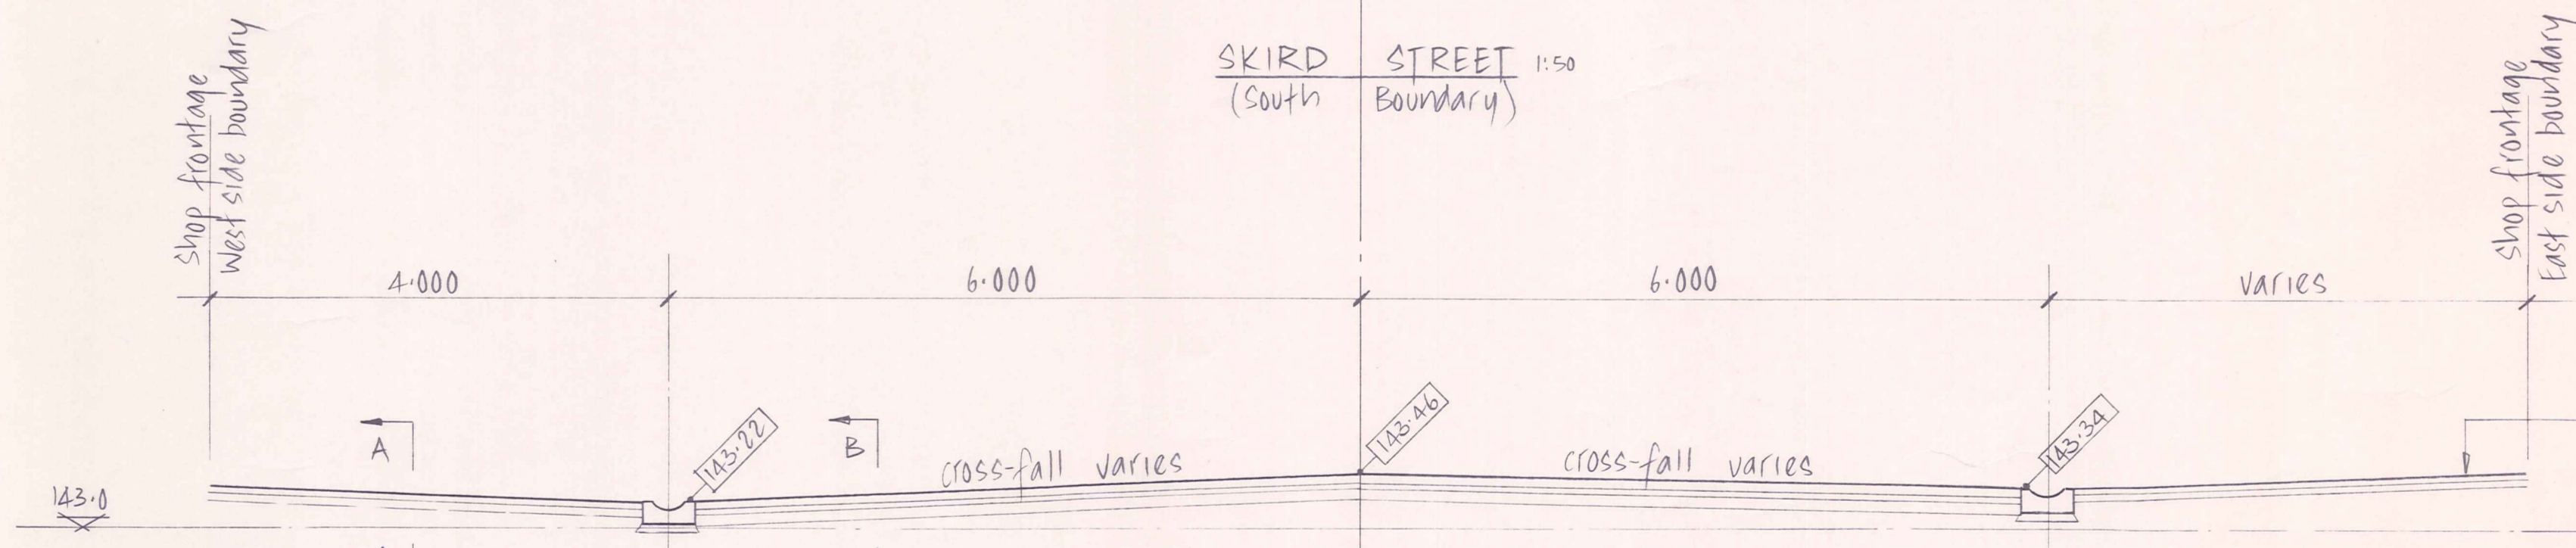 SKIRD STREET 1:50
(South Boundary)
Shop frontage
West side boundary
Shop frontage
East side boundary
4.000
6.000
6.000
varies
A
143.22
B
cross-fall varies
143.46
cross-fall varies
143.34
143.0